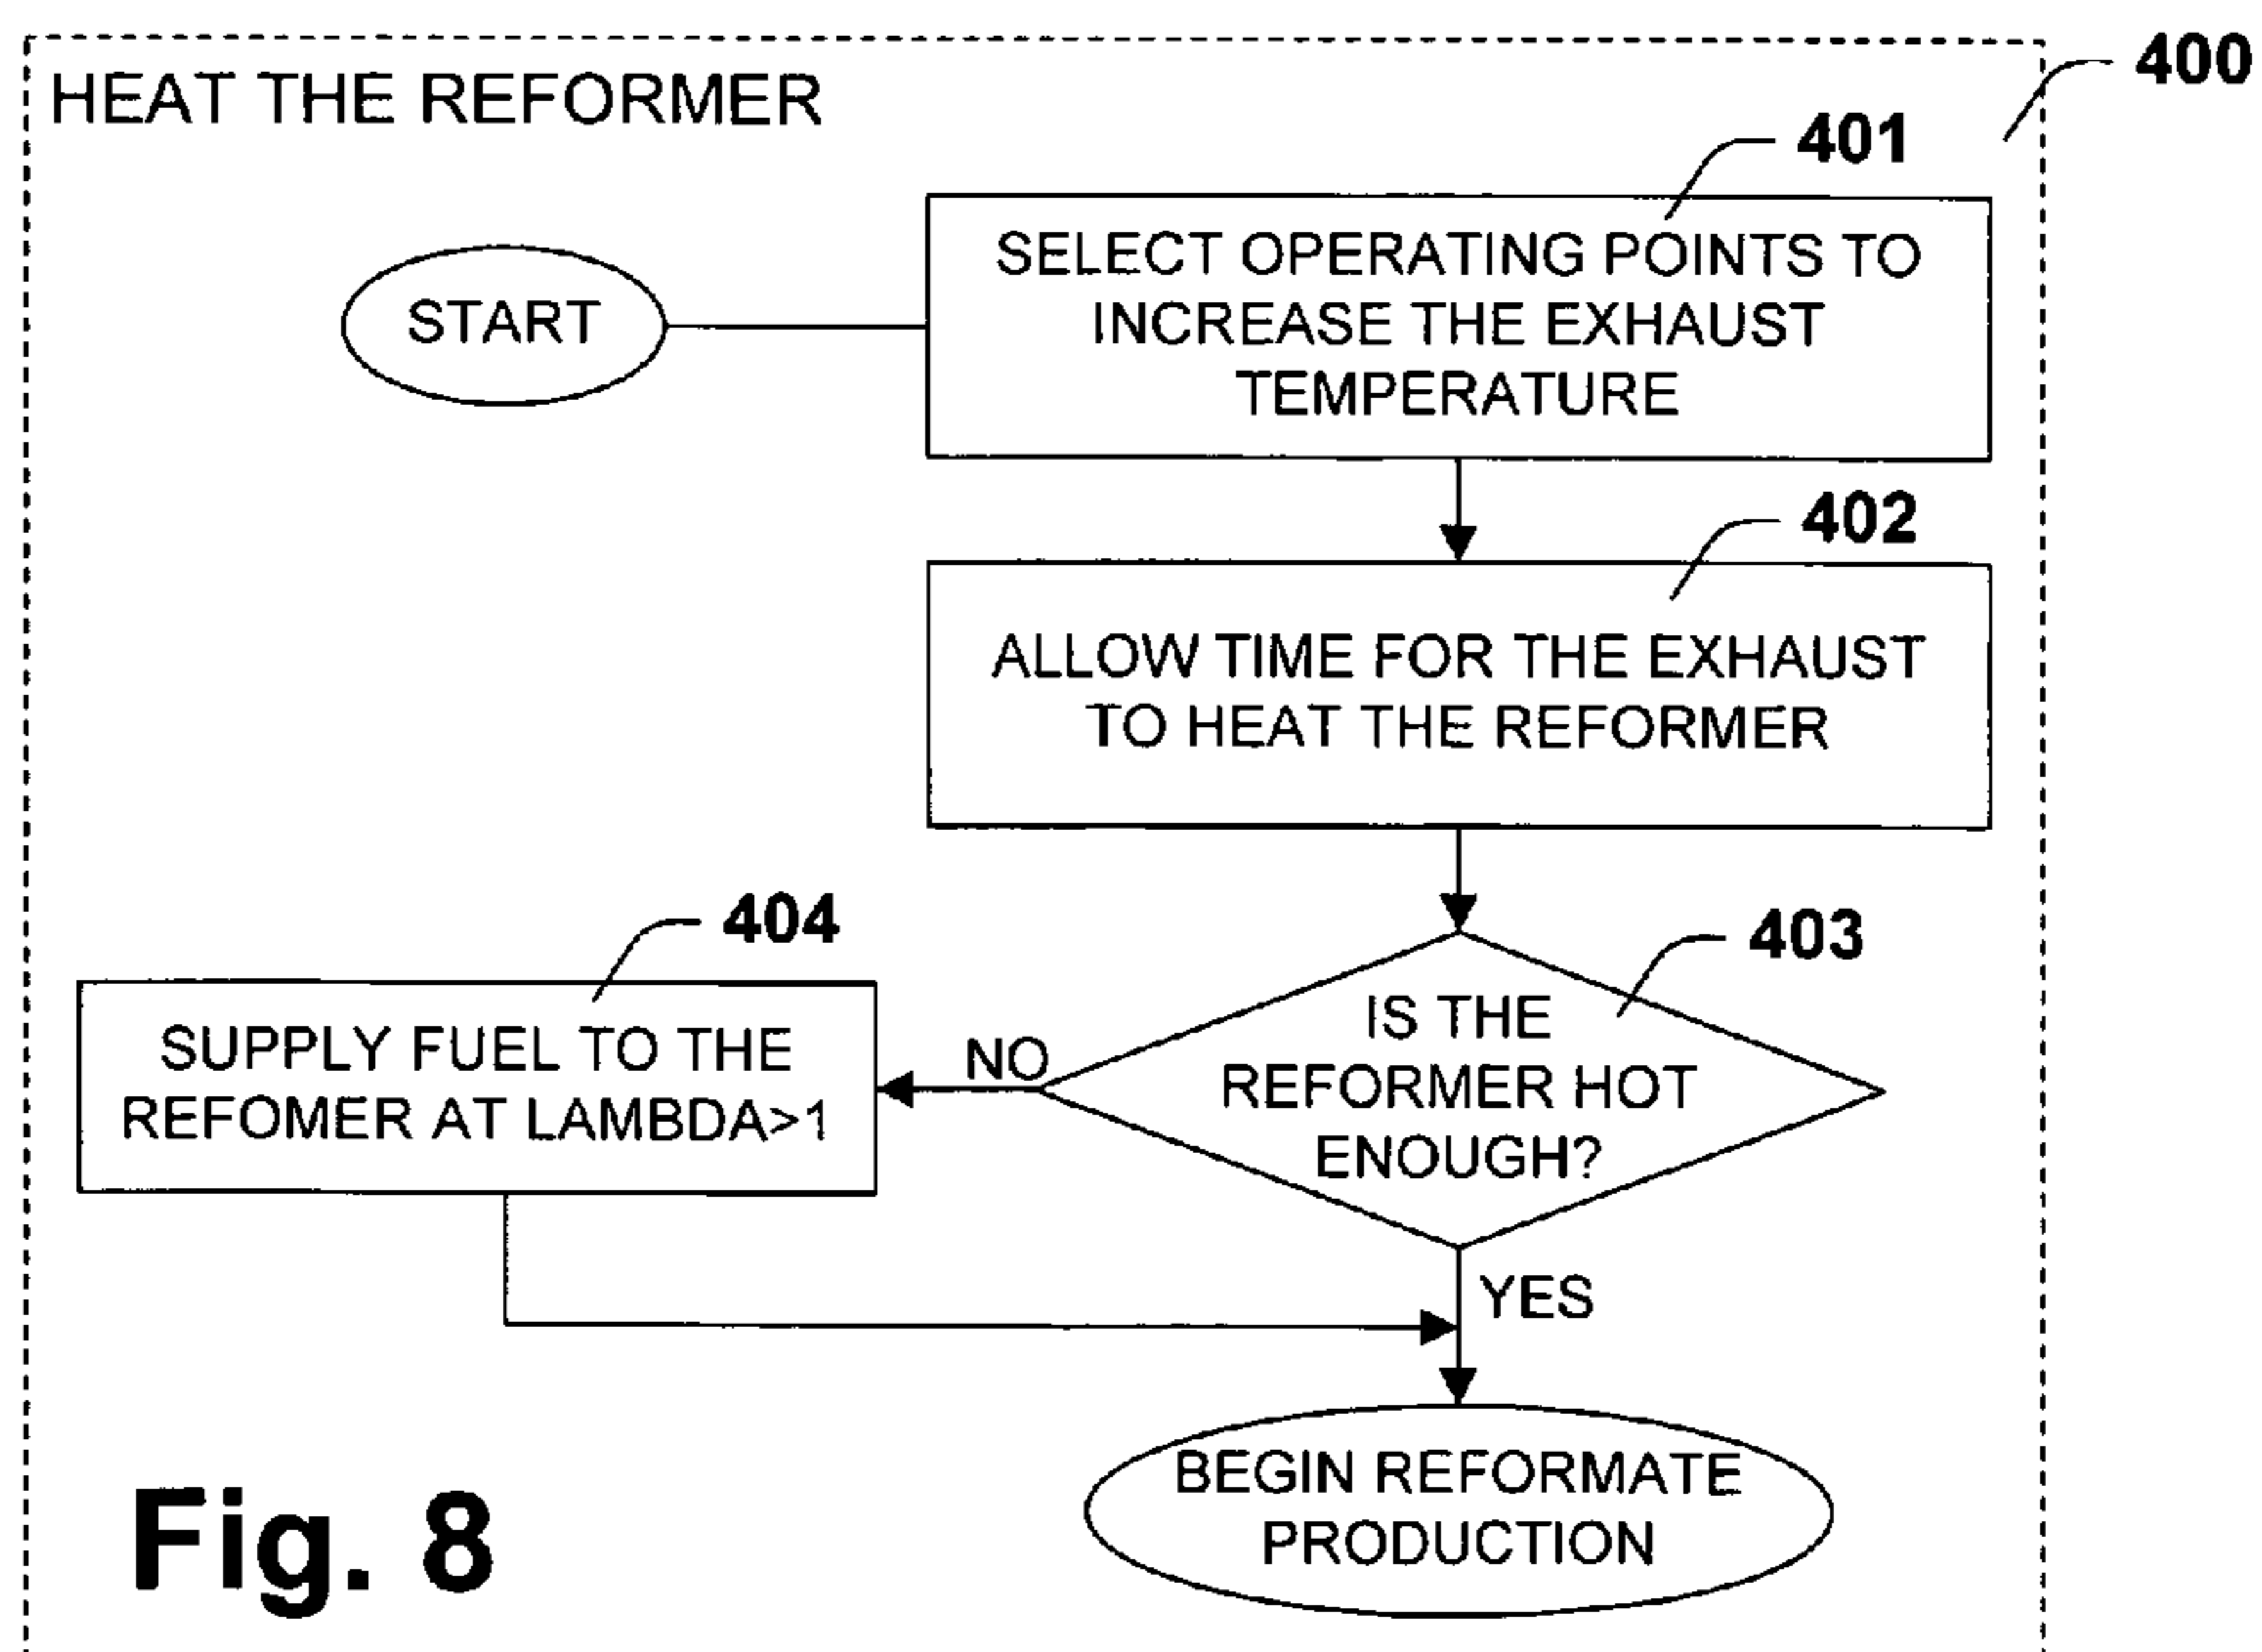 HEAT THE REFORMER
400
401
START
SELECT OPERATING POINTS TO
INCREASE THE EXHAUST
TEMPERATURE
402
ALLOW TIME FOR THE EXHAUST
TO HEAT THE REFORMER
404
403
SUPPLY FUEL TO THE
REFOMER AT LAMBDA>1
NO
IS THE
REFORMER HOT
ENOUGH?
YES
BEGIN REFORMATE
PRODUCTION
Fig. 8